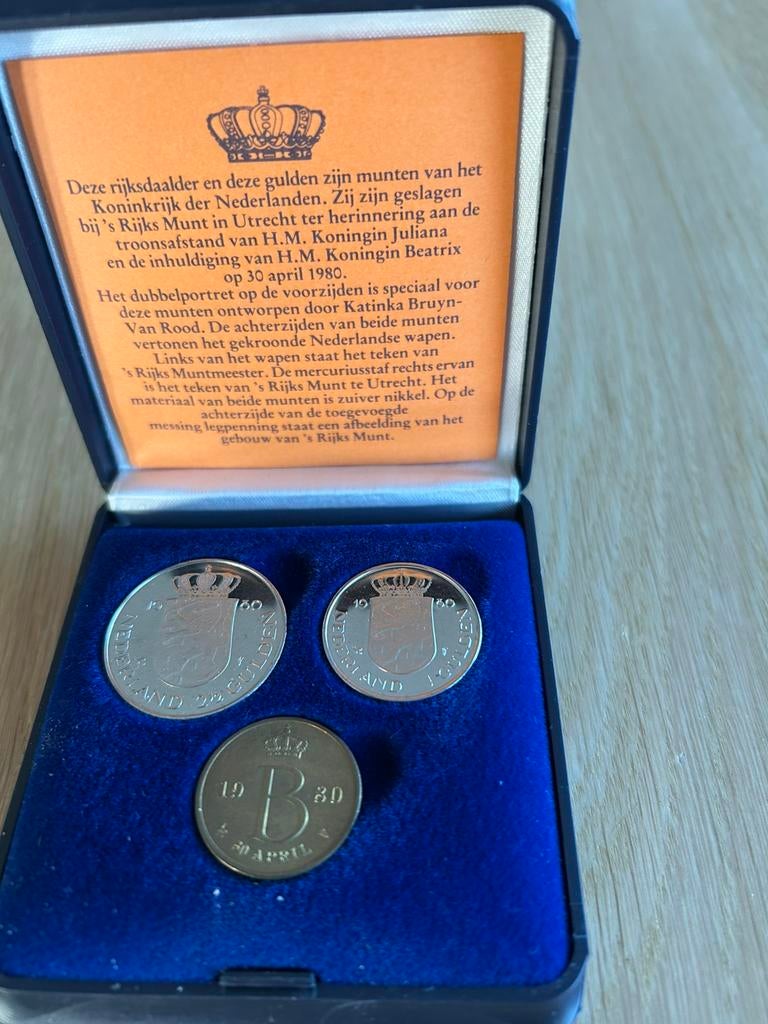 Deze rijksdaalder en deze gulden zijn munten van het
Koninkrijk der Nederlanden. Zij zijn geslagen
bij 's Rijks Munt in Utrecht ter herinnering aan de
troonsafstand van H.M. Koningin Juliana
en de inhuldiging van H.M. Koningin Beatrix
op 30 april 1980.
Het dubbelportret op de voorzijden is speciaal voor
deze munten ontworpen door Katinka Bruyn-
Van Rood. De achterzijden van beide munten
vertonen het gekroonde Nederlandse wapen.
Links van het wapen staat het teken van
's Rijks Muntmeester. De mercuriusstaf rechts ervan
is het teken van 's Rijks Munt te Utrecht. Het
materiaal van beide munten is zuiver nikkel. Op de
achterzijde van de toegevoegde
messing legpenning staat een afbeelding van het
gebouw van 's Rijks Munt.
19 80
NEDERLAND 2½ GULDEN
19 80
NEDERLAND 1 GULDEN
19 B 80
30 APRIL